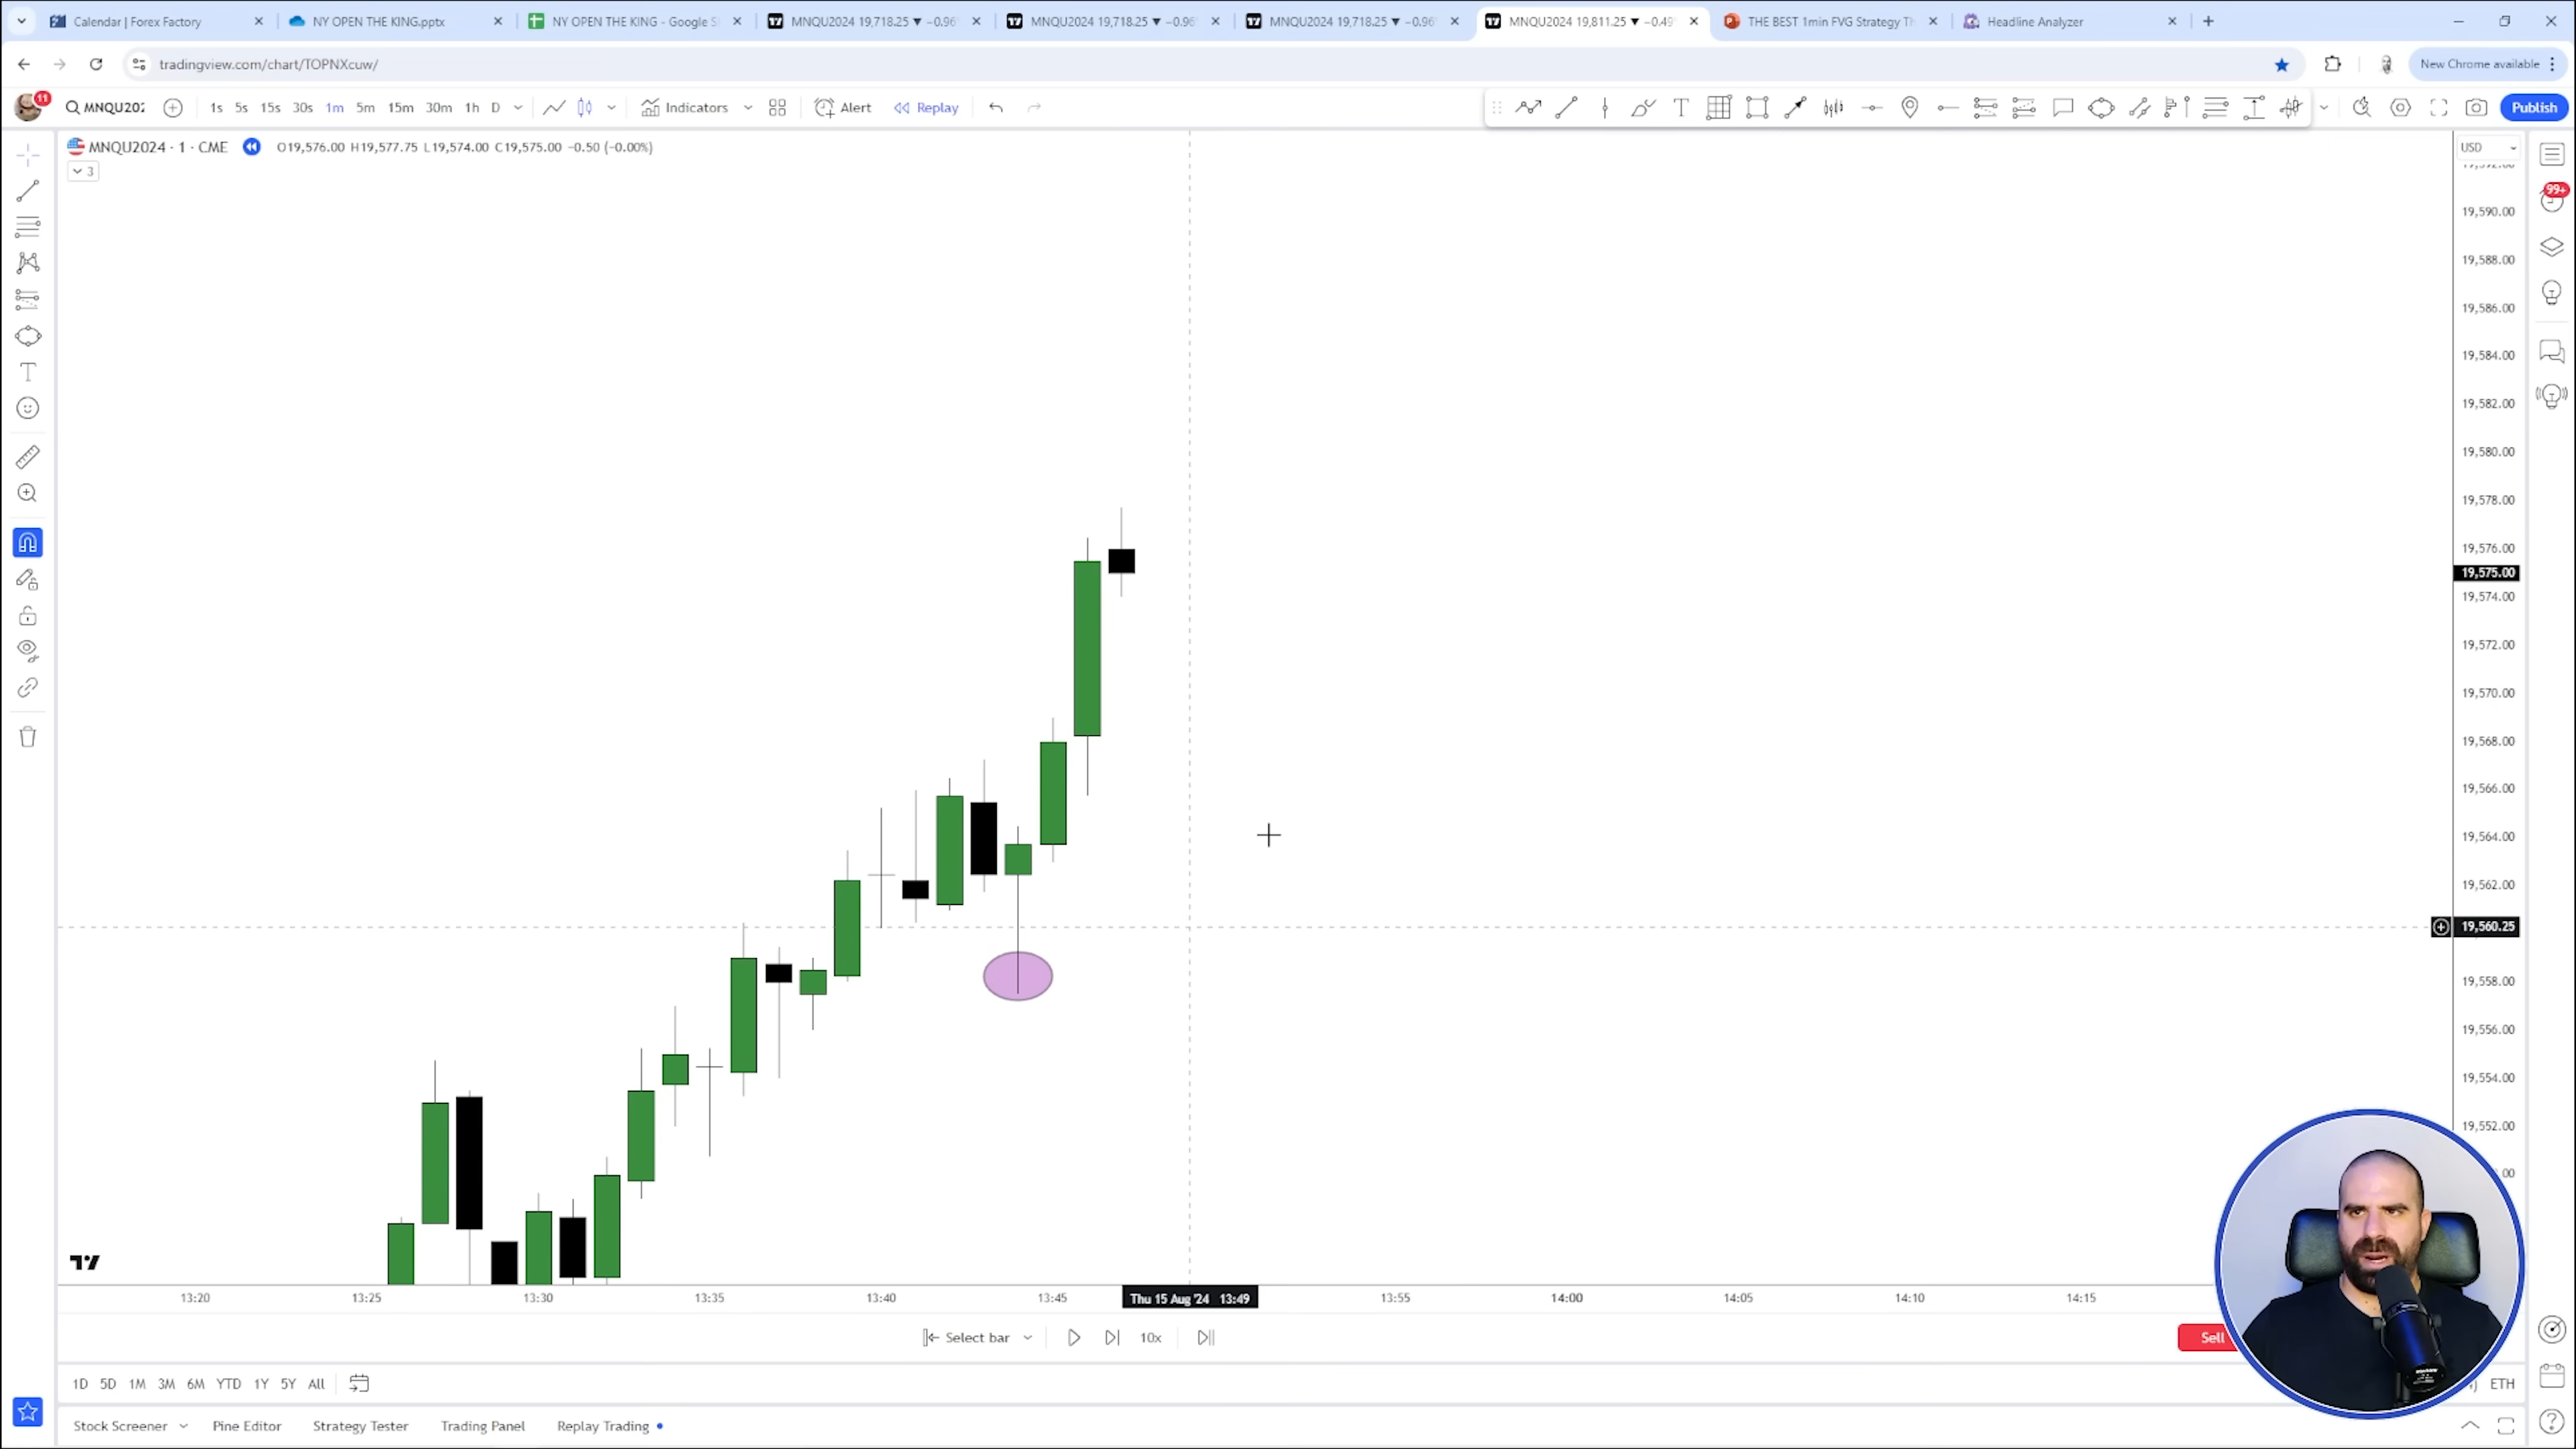 Calendar | Forex Factory
NY OPEN THE KING.pptx
NY OPEN THE KING - Google S
MNQU2024 19,718.25 ▼ −0.96
MNQU2024 19,718.25 ▼ −0.96
MNQU2024 19,718.25 ▼ −0.96
MNQU2024 19,811.25 ▼ −0.49
THE BEST 1min FVG Strategy Th
Headline Analyzer
tradingview.com/chart/TOPNXcuw/
New Chrome available
11
MNQU202
1s 5s 15s 30s 1m 5m 15m 30m 1h D
Indicators
Alert
Replay
Publish
MNQU2024 · 1 · CME
O19,576.00 H19,577.75 L19,574.00 C19,575.00 −0.50 (−0.00%)
3
USD
99+
19,590.00
19,588.00
19,586.00
19,584.00
19,582.00
19,580.00
19,578.00
19,576.00
19,575.00
19,574.00
19,572.00
19,570.00
19,568.00
19,566.00
19,564.00
19,562.00
19,560.25
19,558.00
19,556.00
19,554.00
19,552.00
13:20 13:25 13:30 13:35 13:40 13:45 Thu 15 Aug '24 13:49 13:55 14:00 14:05 14:10 14:15
Select bar
10x
Sell
1D 5D 1M 3M 6M YTD 1Y 5Y All
ETH
Stock Screener
Pine Editor
Strategy Tester
Trading Panel
Replay Trading